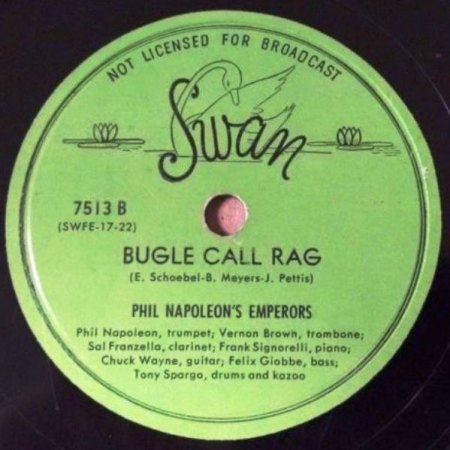 NOT LICENSED FOR BROADCAST
Swan
7513 B
(SWFE-17-22)
BUGLE CALL RAG
(E. Schoebel-B. Meyers-J. Pettis)
PHIL NAPOLEON'S EMPERORS
Phil Napoleon, trumpet; Vernon Brown, trombone;
Sal Franzella, clarinet; Frank Signorelli, piano;
Chuck Wayne, guitar; Felix Giobbe, bass;
Tony Spargo, drums and kazoo